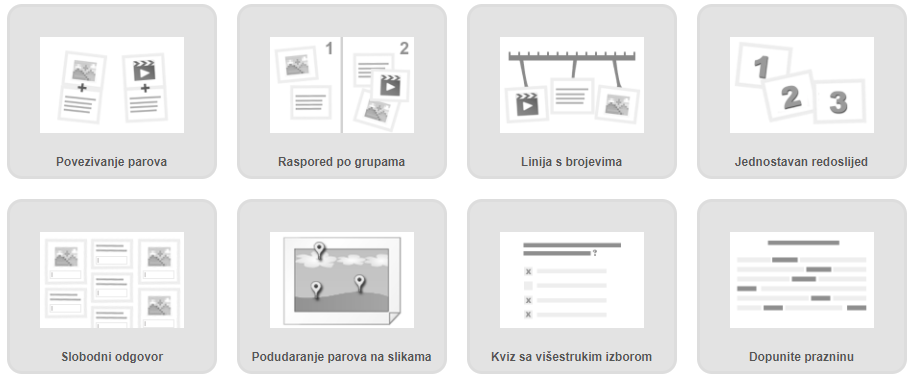 1
2
Povezivanje parova
Raspored po grupama
Linija s brojevima
1
2
3
Jednostavan redoslijed
Slobodni odgovor
Podudaranje parova na slikama
?
x
x
x
Kviz sa višestrukim izborom
Dopunite prazninu